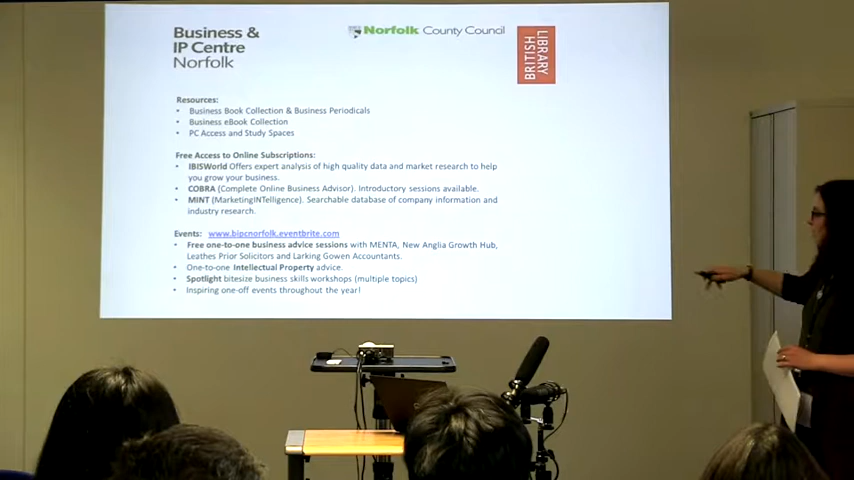 Business &
IP Centre
Norfolk
Norfolk County Council
BRITISH
LIBRARY
Resources:
• Business Book Collection & Business Periodicals
• Business eBook Collection
• PC Access and Study Spaces
Free Access to Online Subscriptions:
• IBISWorld Offers expert analysis of high quality data and market research to help
you grow your business.
• COBRA (Complete Online Business Advisor). Introductory sessions available.
• MINT (MarketingINTelligence). Searchable database of company information and
industry research.
Events: www.bipcnorfolk.eventbrite.com
• Free one-to-one business advice sessions with MENTA, New Anglia Growth Hub,
Leathes Prior Solicitors and Larking Gowen Accountants.
• One-to-one Intellectual Property advice.
• Spotlight bitesize business skills workshops (multiple topics)
• Inspiring one-off events throughout the year!